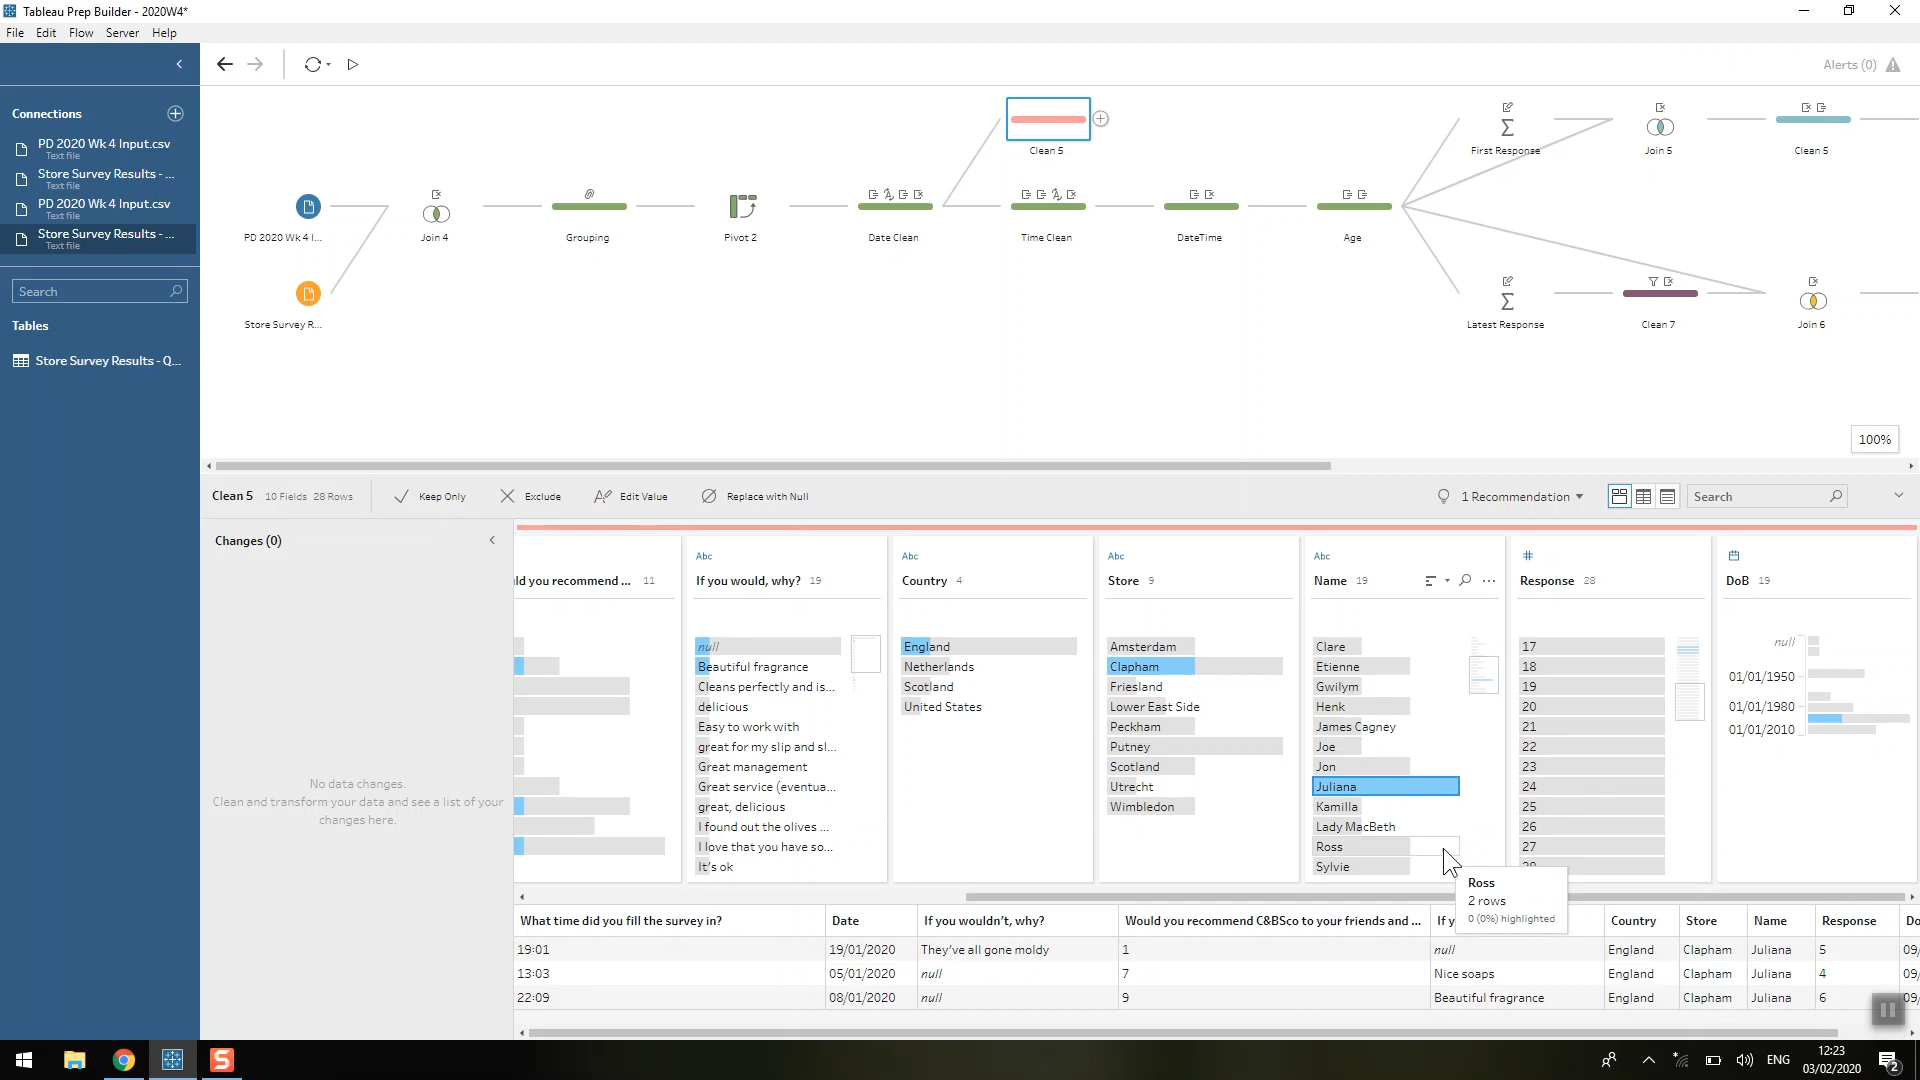 Tableau Prep Builder - 2020W4*
File Edit Flow Server Help
Alerts (0)
Connections
PD 2020 Wk 4 Input.csv
Text file
Store Survey Results - ...
Text file
PD 2020 Wk 4 Input.csv
Text file
Store Survey Results - ...
Text file
Search
Tables
Store Survey Results - Q...
Clean 5
First Response
Join 5
Clean 5
PD 2020 Wk 4 I...
Join 4
Grouping
Pivot 2
Date Clean
Time Clean
DateTime
Age
Store Survey R...
Latest Response
Clean 7
Join 6
100%
Clean 5 10 Fields 28 Rows
Keep Only
Exclude
Edit Value
Replace with Null
1 Recommendation
Search
Changes (0)
No data changes.
Clean and transform your data and see a list of your
changes here.
ld you recommend ... 11
Abc
If you would, why? 19
null
Beautiful fragrance
Cleans perfectly and is...
delicious
Easy to work with
great for my slip and sl...
Great management
Great service (eventua...
great, delicious
I found out the olives ...
I love that you have so...
It's ok
Abc
Country 4
England
Netherlands
Scotland
United States
Abc
Store 9
Amsterdam
Clapham
Friesland
Lower East Side
Peckham
Putney
Scotland
Utrecht
Wimbledon
Abc
Name 19
Clare
Etienne
Gwilym
Henk
James Cagney
Joe
Jon
Juliana
Kamilla
Lady MacBeth
Ross
Sylvie
#
Response 28
17
18
19
20
21
22
23
24
25
26
27
DoB 19
null
01/01/1950
01/01/1980
01/01/2010
Ross
2 rows
0 (0%) highlighted
What time did you fill the survey in? Date If you wouldn't, why? Would you recommend C&BSco to your friends and ... If y Country Store Name Response Do
19:01 19/01/2020 They've all gone moldy 1 null England Clapham Juliana 5 09/
13:03 05/01/2020 null 7 Nice soaps England Clapham Juliana 4 09/
22:09 08/01/2020 null 9 Beautiful fragrance England Clapham Juliana 6 09/
S
ENG
12:23
03/02/2020
2